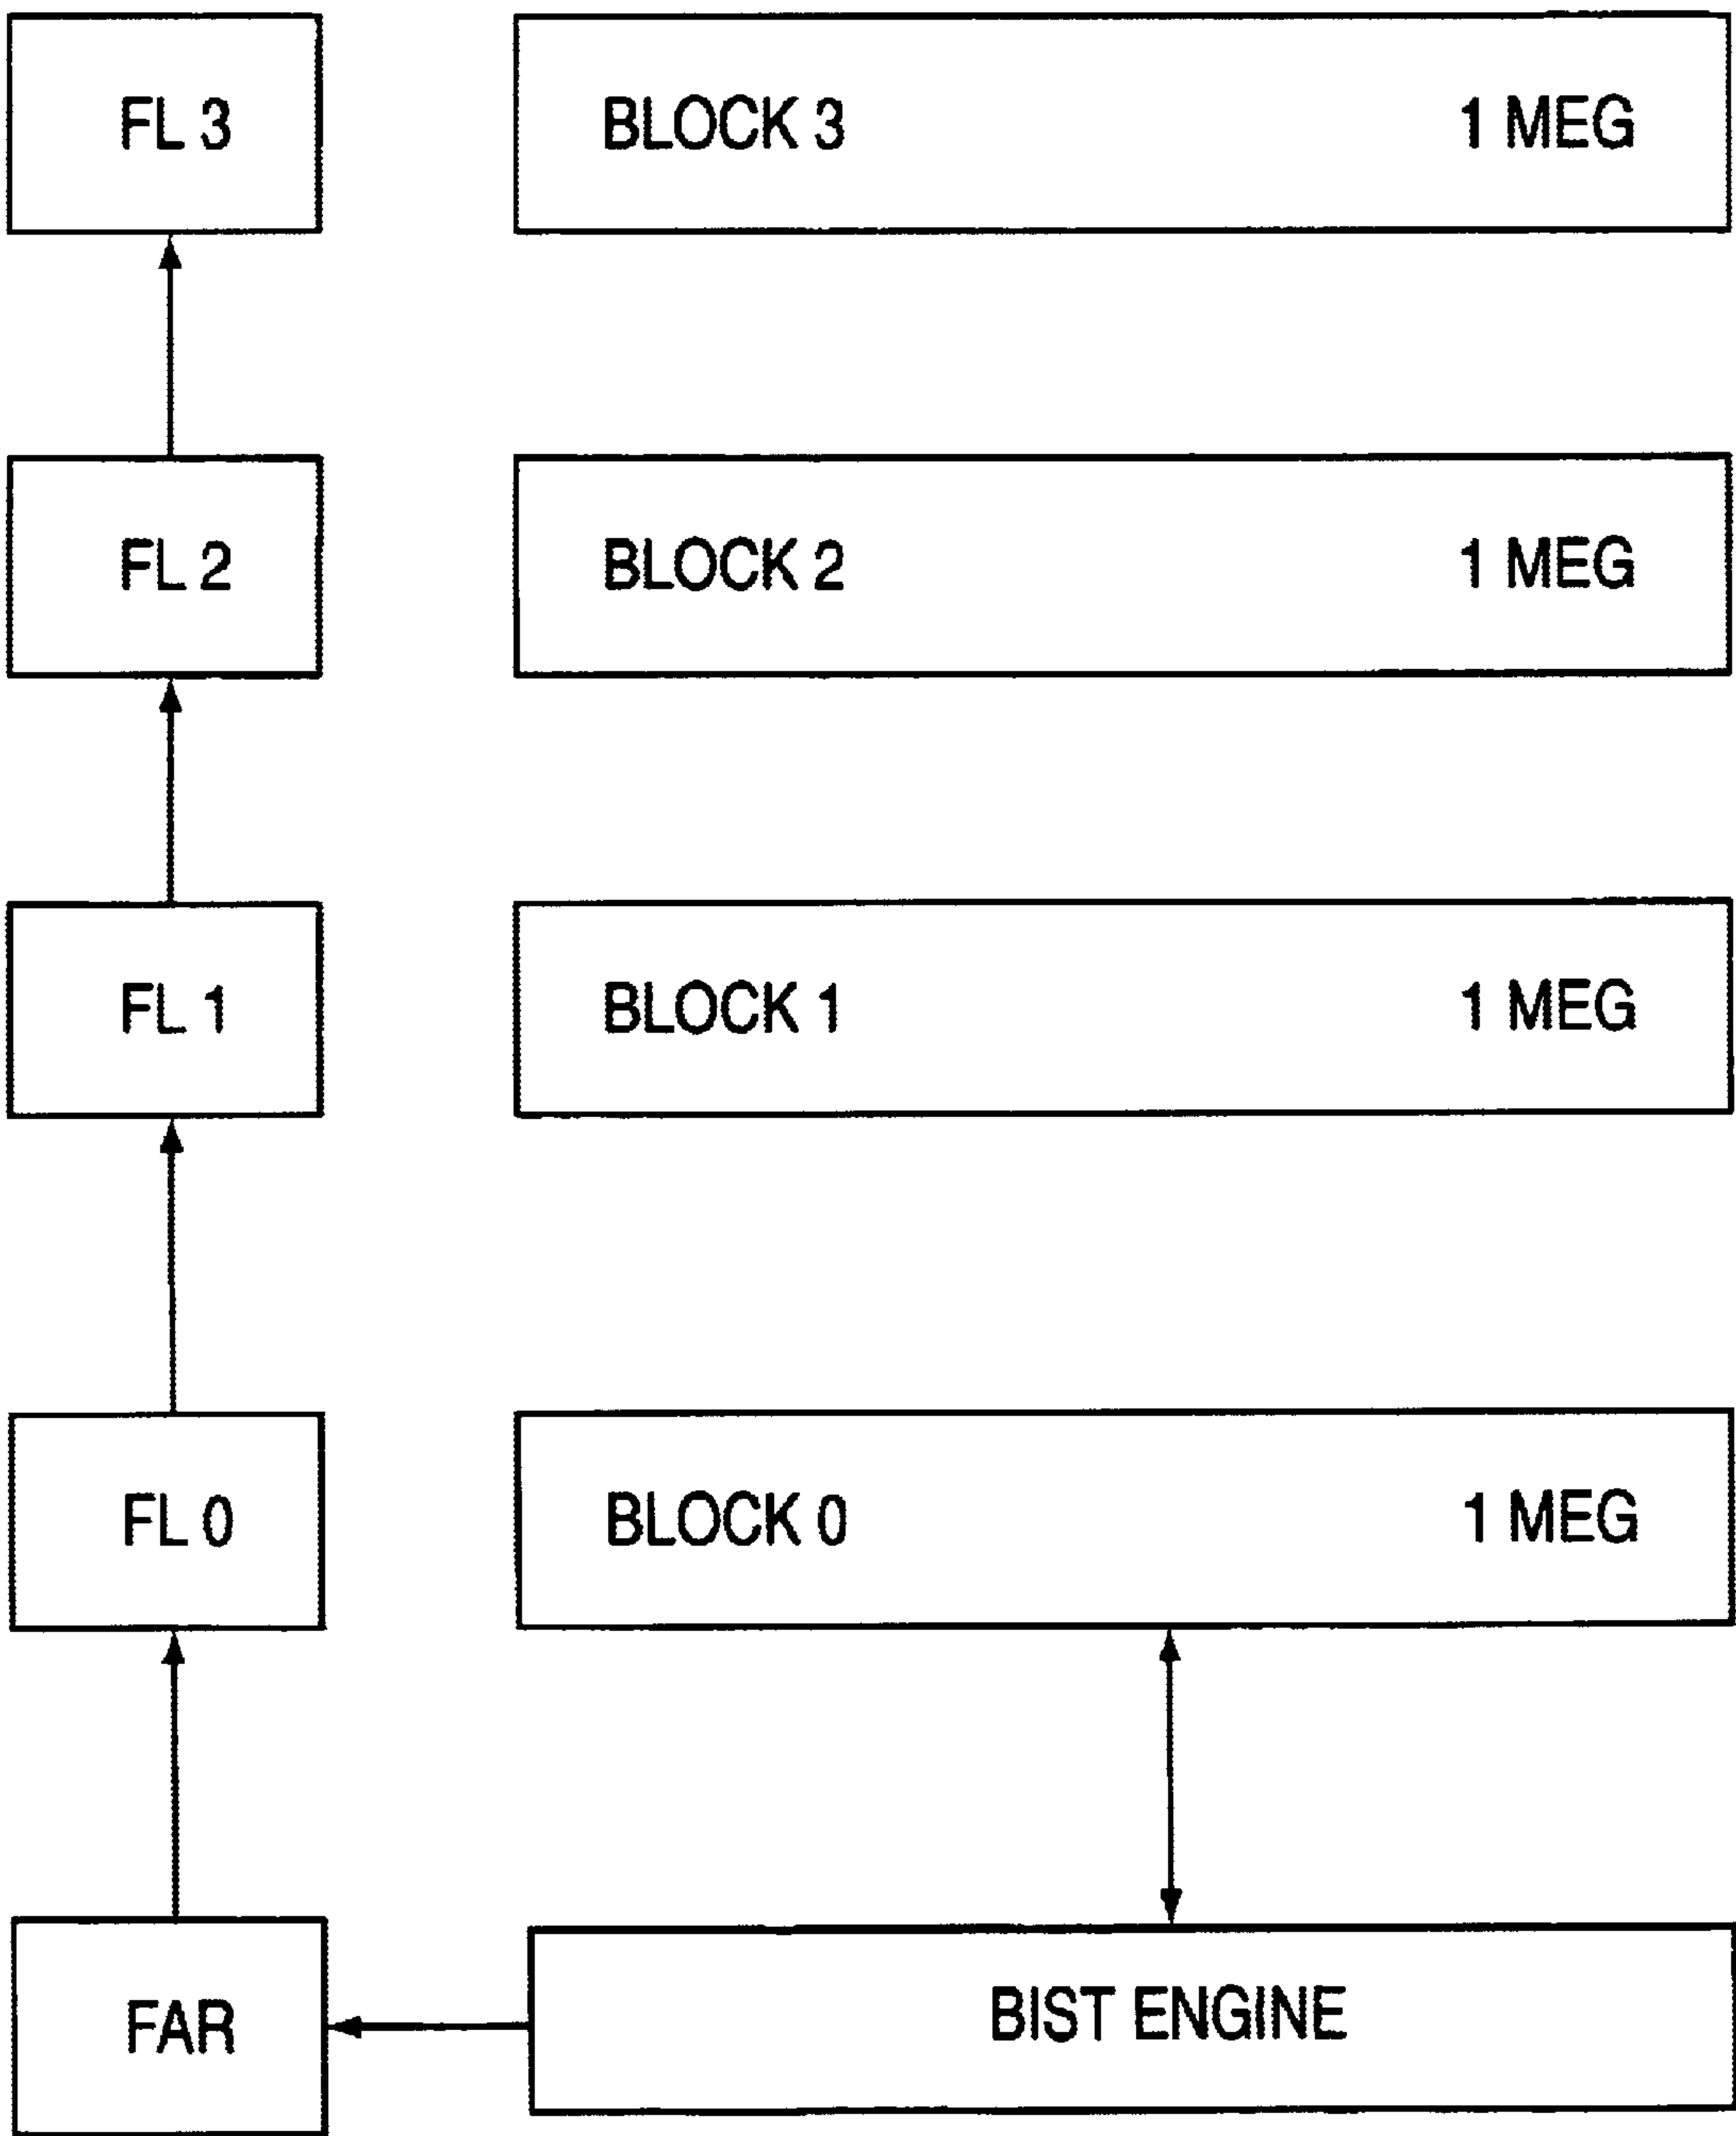 FL 3
BLOCK 3 1 MEG
FL 2
BLOCK 2 1 MEG
FL 1
BLOCK 1 1 MEG
FL 0
BLOCK 0 1 MEG
FAR
BIST ENGINE